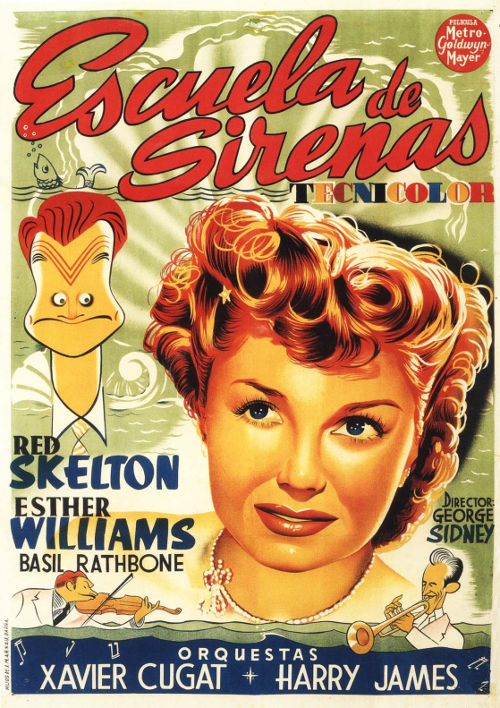 PELICULA
Metro-
Goldwyn-
Mayer
Escuela de
Sirenas
TECNICOLOR
RED
SKELTON
ESTHER
WILLIAMS
BASIL RATHBONE
DIRECTOR:
GEORGE
SIDNEY
ORQUESTAS
XAVIER CUGAT HARRY JAMES